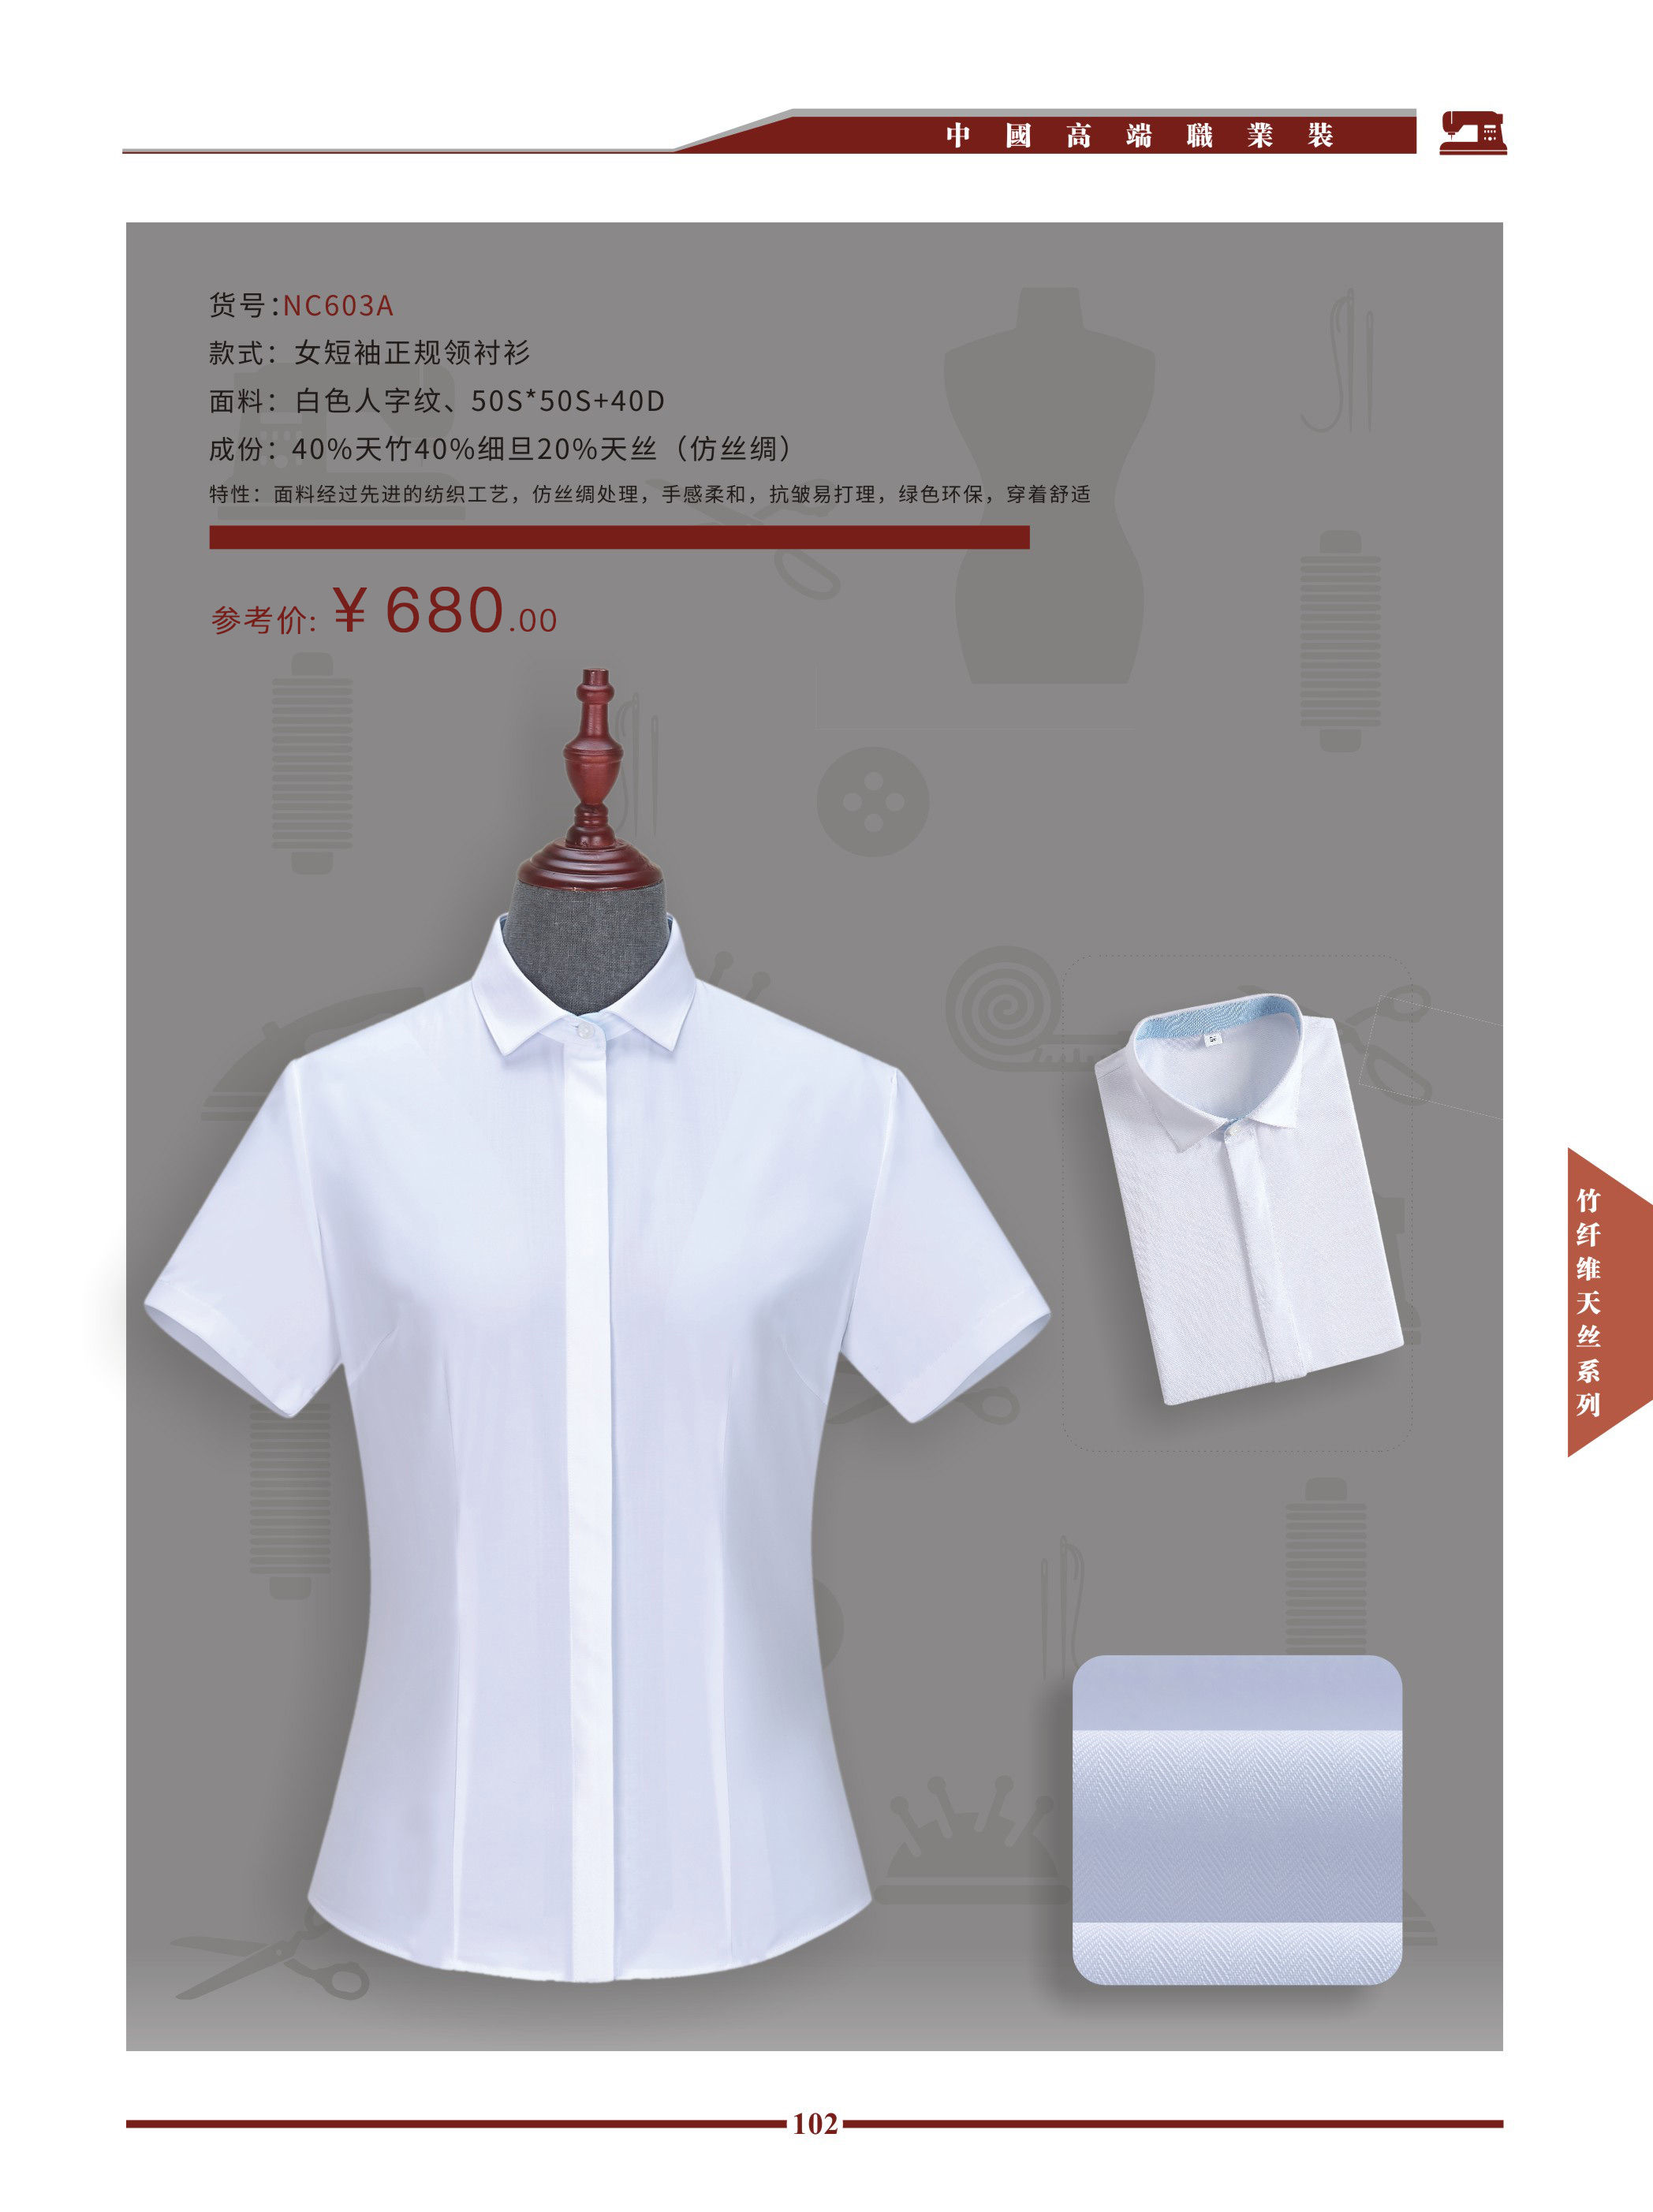 中國高端職業裝
货号:NC603A
款式：女短袖正规领衬衫
面料：白色人字纹、50S*50S+40D
成份：40%天竹40%细旦20%天丝（仿丝绸）
特性：面料经过先进的纺织工艺，仿丝绸处理，手感柔和，抗皱易打理，绿色环保，穿着舒适
参考价: ¥ 680.00
竹纤维天丝系列
102